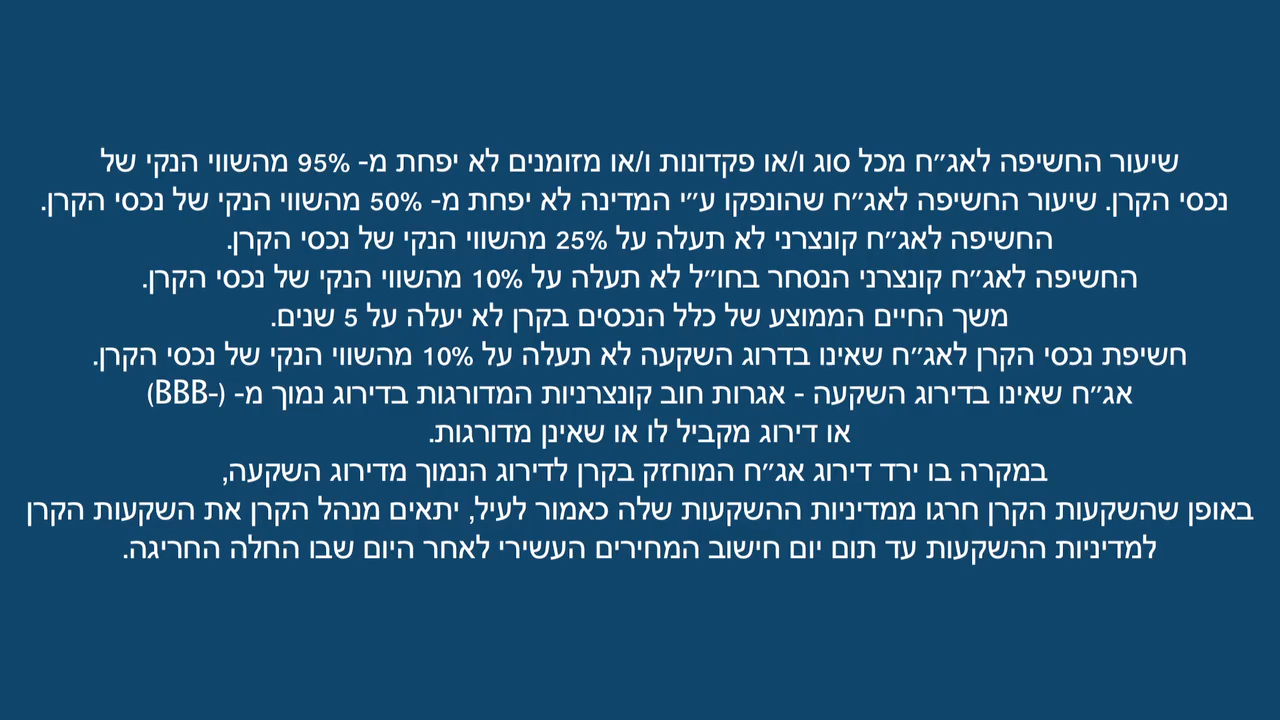 שיעור החשיפה לאג״ח מכל סוג ו/או פקדונות ו/או מזומנים לא יפחת מ- 95% מהשווי הנקי של
נכסי הקרן. שיעור החשיפה לאג״ח שהונפקו ע״י המדינה לא יפחת מ- 50% מהשווי הנקי של נכסי הקרן.
החשיפה לאג״ח קונצרני לא תעלה על 25% מהשווי הנקי של נכסי הקרן.
החשיפה לאג״ח קונצרני הנסחר בחו״ל לא תעלה על 10% מהשווי הנקי של נכסי הקרן.
משך החיים הממוצע של כלל הנכסים בקרן לא יעלה על 5 שנים.
חשיפת נכסי הקרן לאג״ח שאינו בדרוג השקעה לא תעלה על 10% מהשווי הנקי של נכסי הקרן.
אג״ח שאינו בדירוג השקעה - אגרות חוב קונצרניות המדורגות בדירוג נמוך מ- (BBB-)
או דירוג מקביל לו או שאינן מדורגות.
במקרה בו ירד דירוג אג״ח המוחזק בקרן לדירוג הנמוך מדירוג השקעה,
באופן שהשקעות הקרן חרגו ממדיניות ההשקעות שלה כאמור לעיל, יתאים מנהל הקרן את השקעות הקרן
למדיניות ההשקעות עד תום יום חישוב המחירים העשירי לאחר היום שבו החלה החריגה.